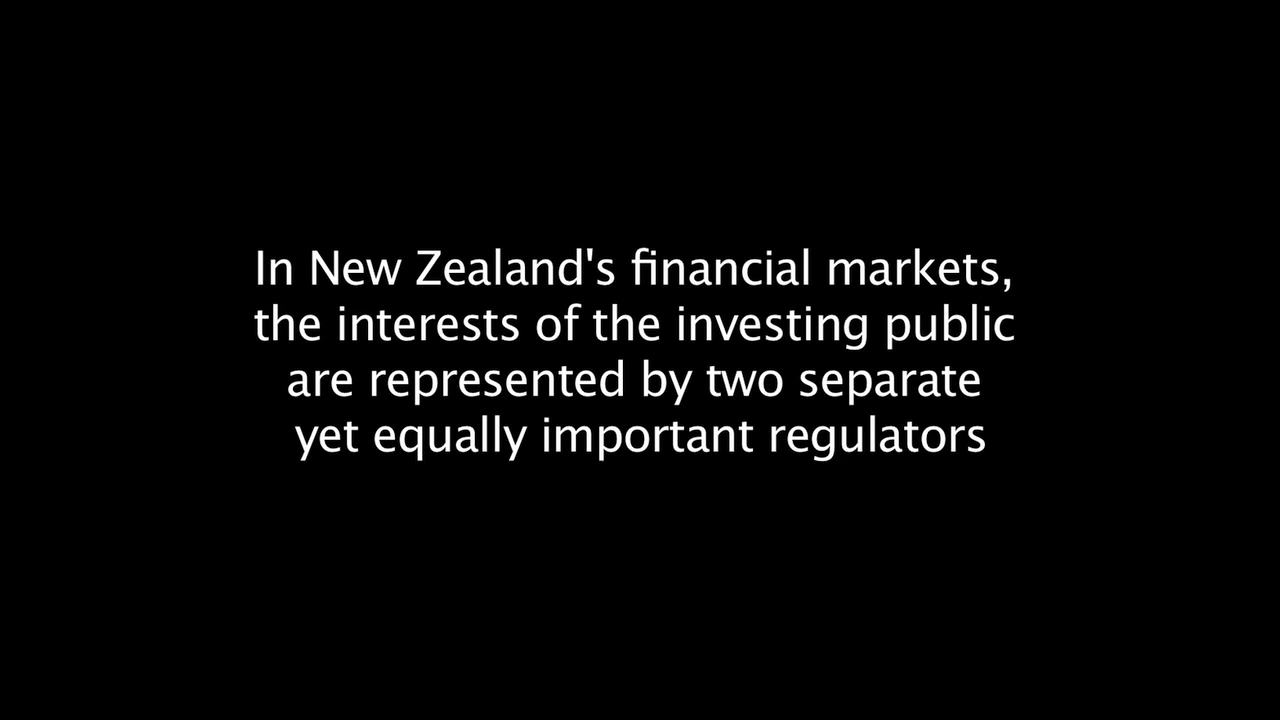 In New Zealand's financial markets,
the interests of the investing public
are represented by two separate
yet equally important regulators